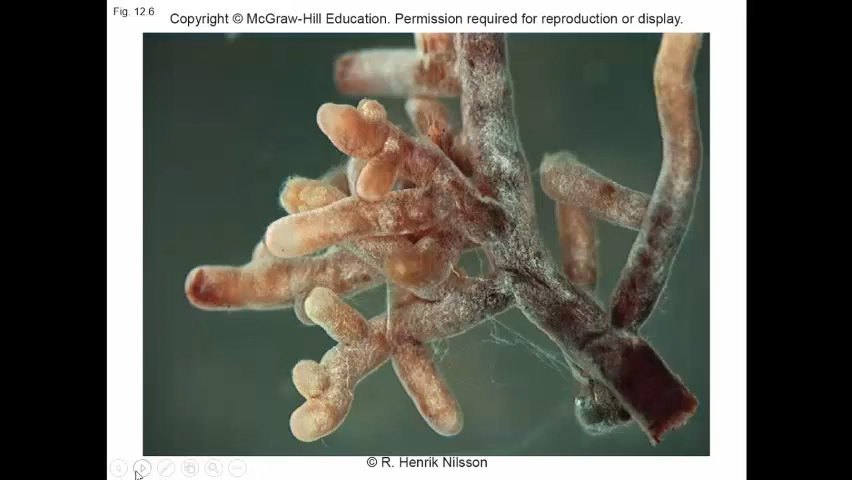 Fig. 12.6
Copyright © McGraw-Hill Education. Permission required for reproduction or display.
© R. Henrik Nilsson